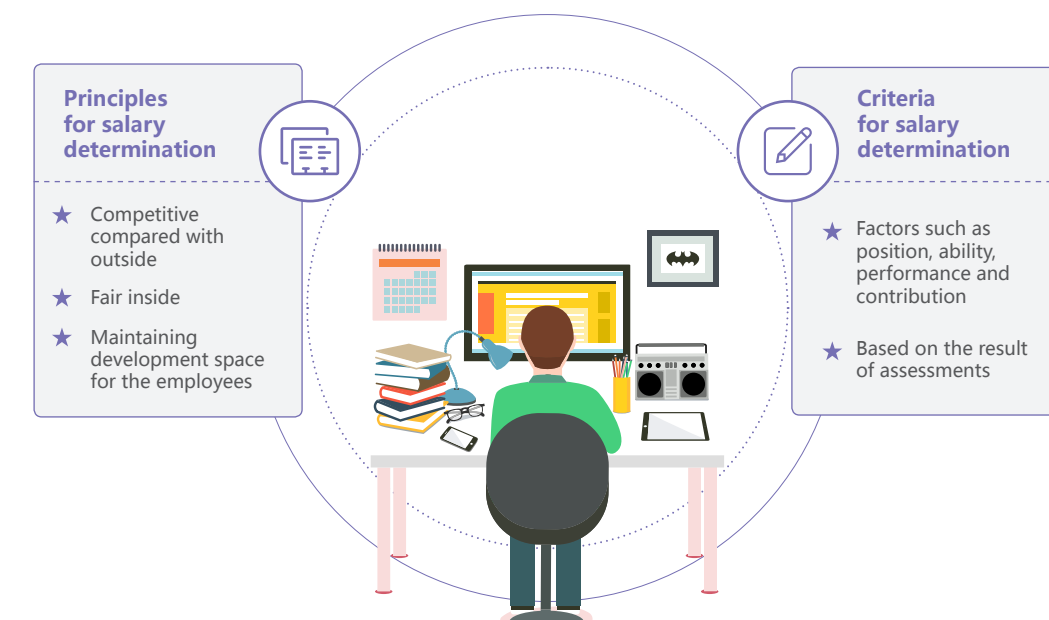 Principles
for salary
determination
Competitive
compared with
outside
Fair inside
Maintaining
development space
for the employees
Criteria
for salary
determination
Factors such as
position, ability,
performance and
contribution
Based on the result
of assessments